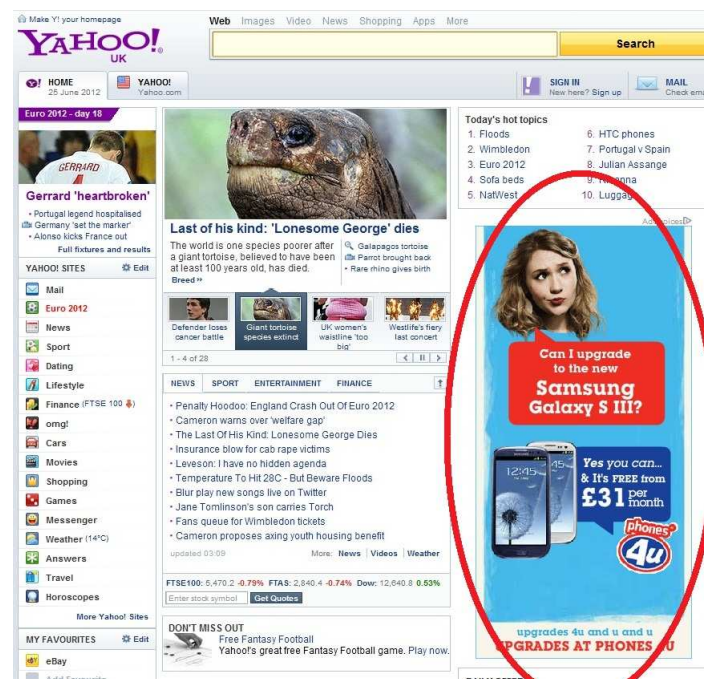 Make Y! your homepage
Web Images Video News Shopping Apps More
YAHOO!
UK
Search
HOME
25 June 2012
YAHOO!
Yahoo.com
SIGN IN
New here? Sign up
MAIL
Check
Euro 2012 - day 18
GERRARD
Gerrard 'heartbroken'
• Portugal legend hospitalised
Germany 'set the marker'
• Alonso kicks France out
Full fixtures and results
YAHOO! SITES Edit
Mail
Euro 2012
News
Sport
Dating
Lifestyle
Finance (FTSE 100 )
omg!
Cars
Movies
Shopping
Games
Messenger
Weather (14°C)
Answers
Travel
Horoscopes
More Yahoo! Sites
MY FAVOURITES Edit
eBay
Add Favourite
Last of his kind: 'Lonesome George' dies
The world is one species poorer after
a giant tortoise, believed to have been
at least 100 years old, has died.
Breed »
Galapagos tortoise
Parrot brought back
• Rare rhino gives birth
Defender loses
cancer battle
Giant tortoise
species extinct
UK women's
waistline 'too
big'
Westlife's fiery
last concert
1 - 4 of 28
NEWS SPORT ENTERTAINMENT FINANCE
• Penalty Hoodoo: England Crash Out Of Euro 2012
• Cameron warns over 'welfare gap'
• The Last Of His Kind: Lonesome George Dies
• Insurance blow for cab rape victims
• Leveson: I have no hidden agenda
• Temperature To Hit 28C - But Beware Floods
• Blur play new songs live on Twitter
• Jane Tomlinson's son carries Torch
• Fans queue for Wimbledon tickets
• Cameron proposes axing youth housing benefit
updated 03:09 More: News | Videos | Weather
FTSE100: 5,470.2 -0.79% FTAS: 2,840.4 -0.74% Dow: 12,640.8 0.53%
Enter stock symbol Get Quotes
DON'T MISS OUT
Free Fantasy Football
Yahoo!'s great free Fantasy Football game. Play now.
Today's hot topics
1. Floods
2. Wimbledon
3. Euro 2012
4. Sofa beds
5. NatWest
6. HTC phones
7. Portugal v Spain
8. Julian Assange
9.
10. Luggage
AdChoices
Can I upgrade
to the new
Samsung
Galaxy S III?
12:45
Yes you can...
& It's FREE from
£31 per month
phones
4u
upgrades 4u and u and u
UPGRADES AT PHONES 4U